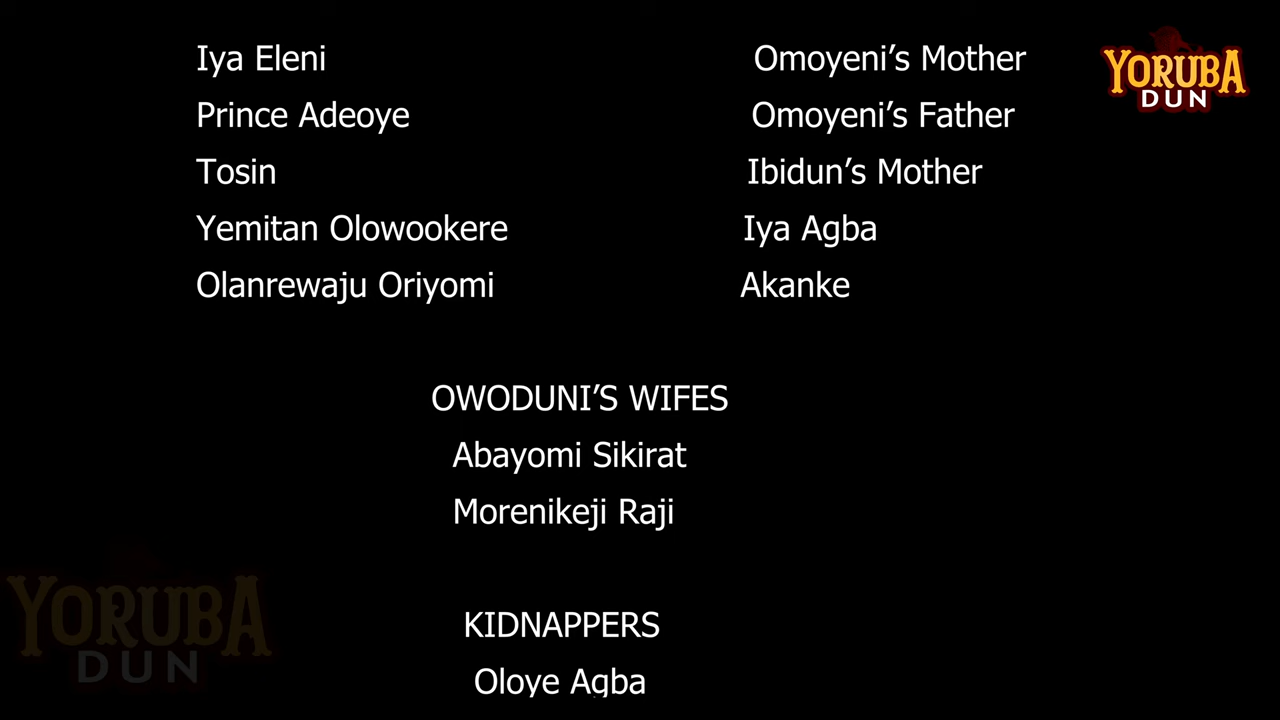 Iya Eleni Omoyeni’s Mother
Prince Adeoye Omoyeni’s Father
Tosin Ibidun’s Mother
Yemitan Olowookere Iya Agba
Olanrewaju Oriyomi Akanke
OWODUNI’S WIFES
Abayomi Sikirat
Morenikeji Raji
KIDNAPPERS
Oloye Agba
YORUBA
DUN
YORUBA
DUN